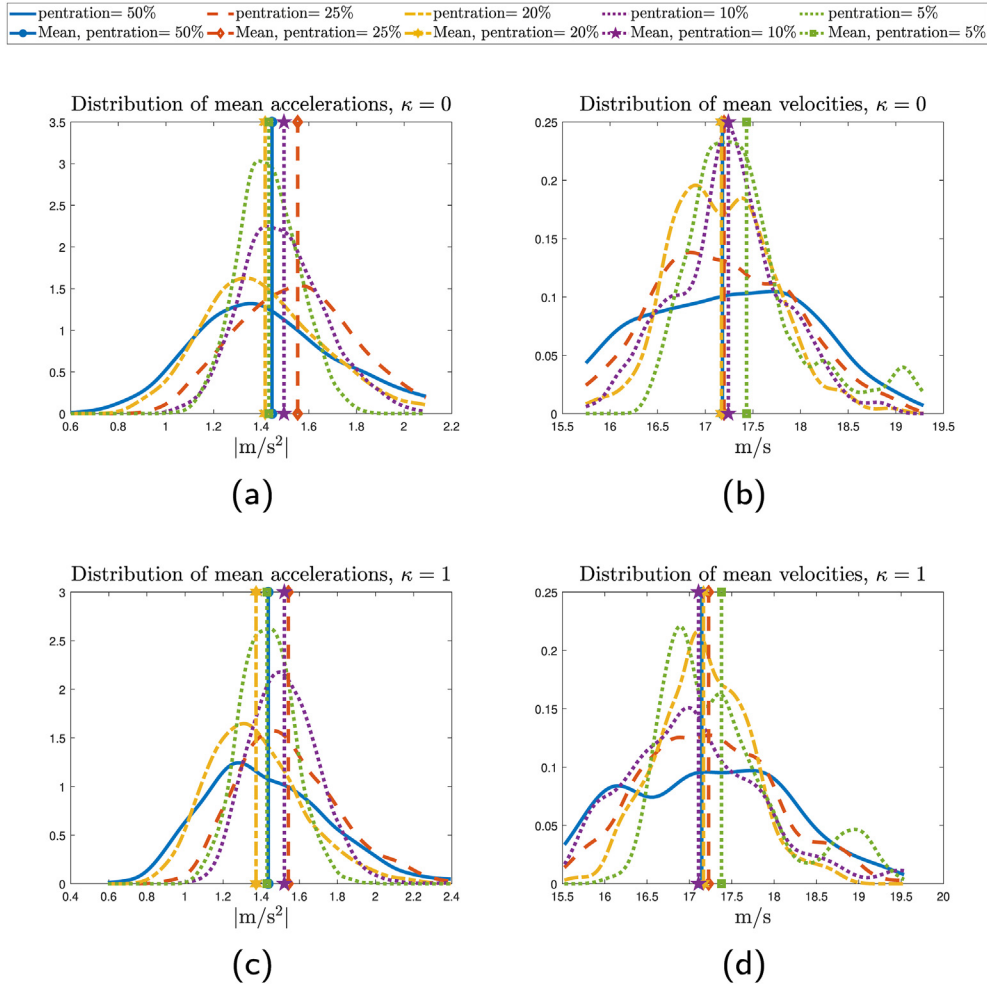 pentration= 50% pentration= 25% pentration= 20% pentration= 10% pentration= 5%
Mean, pentration= 50% Mean, pentration= 25% Mean, pentration= 20% Mean, pentration= 10% Mean, pentration= 5%
Distribution of mean accelerations, κ = 0
3.5
3
2.5
2
1.5
1
0.5
0
0.6 0.8 1 1.2 1.4 1.6 1.8 2 2.2
|m/s²|
(a)
Distribution of mean velocities, κ = 0
0.25
0.2
0.15
0.1
0.05
0
15.5 16 16.5 17 17.5 18 18.5 19 19.5
m/s
(b)
Distribution of mean accelerations, κ = 1
3
2.5
2
1.5
1
0.5
0
0.4 0.6 0.8 1 1.2 1.4 1.6 1.8 2 2.2 2.4
|m/s²|
(c)
Distribution of mean velocities, κ = 1
0.25
0.2
0.15
0.1
0.05
0
15.5 16 16.5 17 17.5 18 18.5 19 19.5 20
m/s
(d)